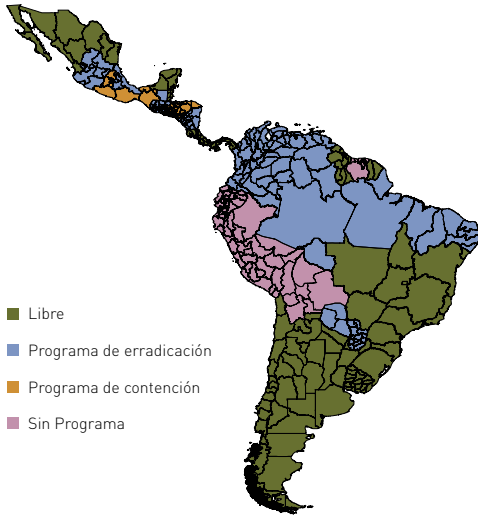 Libre
Programa de erradicación
Programa de contención
Sin Programa